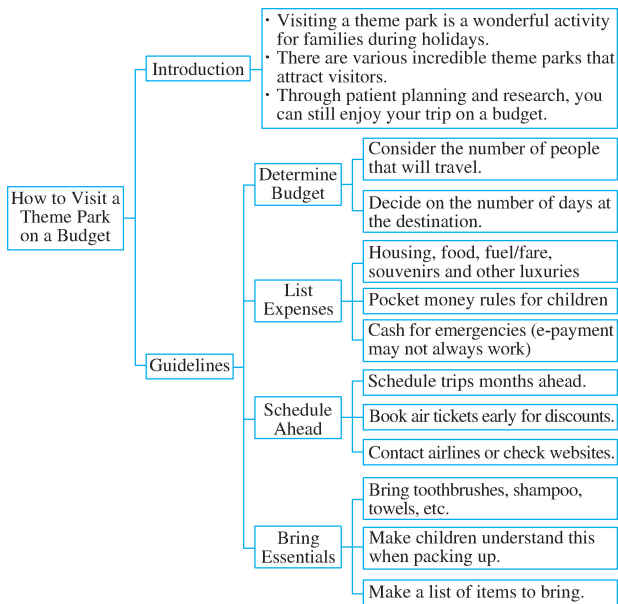 How to Visit a
Theme Park
on a Budget
Introduction
· Visiting a theme park is a wonderful activity
for families during holidays.
· There are various incredible theme parks that
attract visitors.
· Through patient planning and research, you
can still enjoy your trip on a budget.
Guidelines
Determine
Budget
Consider the number of people
that will travel.
Decide on the number of days at
the destination.
List
Expenses
Housing, food, fuel/fare,
souvenirs and other luxuries
Pocket money rules for children
Cash for emergencies (e-payment
may not always work)
Schedule
Ahead
Schedule trips months ahead.
Book air tickets early for discounts.
Contact airlines or check websites.
Bring
Essentials
Bring toothbrushes, shampoo,
towels, etc.
Make children understand this
when packing up.
Make a list of items to bring.